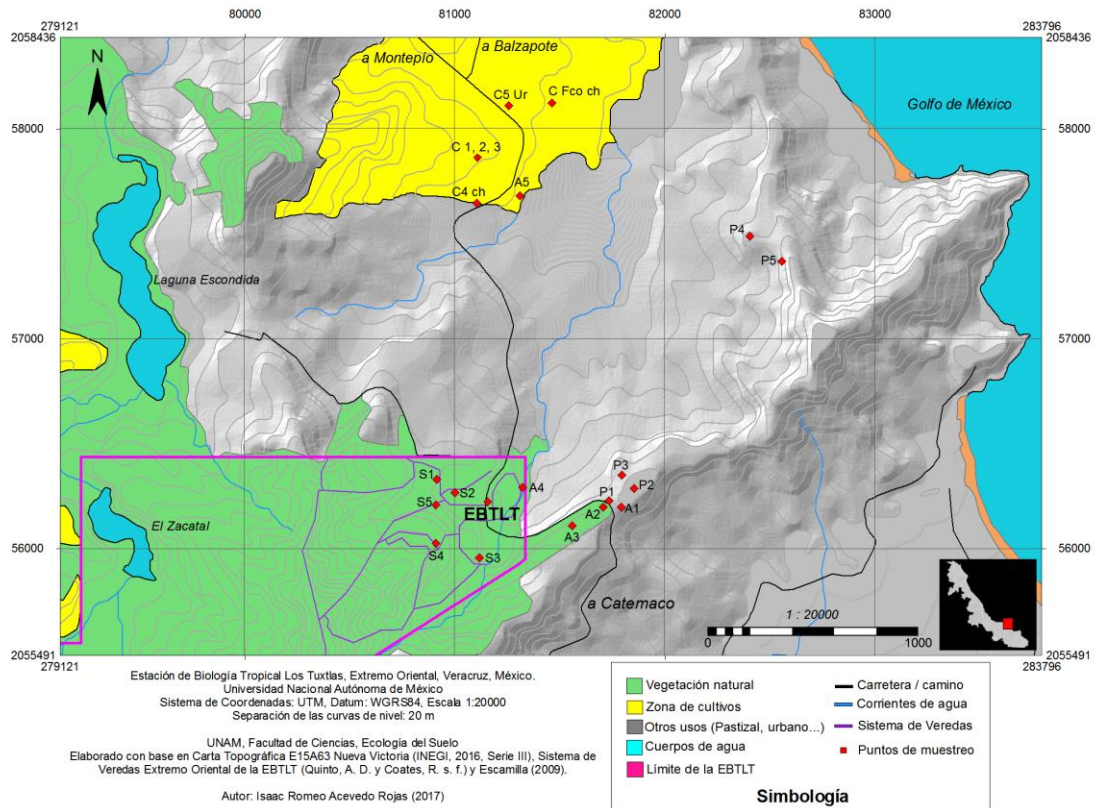 279121
80000
81000
82000
83000
283796
2058436
2058436
N
a Montepío
a Balzapote
C5 Ur
C Fco ch
Golfo de México
58000
58000
C 1, 2, 3
C4 ch
A5
P4
P5
Laguna Escondida
57000
57000
S1
S2
S5
EBTLT
A4
P3
P2
P1
A1
A2
A3
El Zacatal
S4
S3
56000
56000
a Catemaco
1 : 20000
0
1000
2055491
2055491
279121
80000
81000
82000
83000
283796
Estación de Biología Tropical Los Tuxtlas, Extremo Oriental, Veracruz, México.
Universidad Nacional Autónoma de México
Sistema de Coordenadas: UTM, Datum: WGRS84, Escala 1:20000
Separación de las curvas de nivel: 20 m
UNAM, Facultad de Ciencias, Ecología del Suelo
Elaborado con base en Carta Topográfica E15A63 Nueva Victoria (INEGI, 2016, Serie III), Sistema de
Veredas Extremo Oriental de la EBTLT (Quinto, A. D. y Coates, R. s. f.) y Escamilla (2009).
Autor: Isaac Romeo Acevedo Rojas (2017)
Vegetación natural
Zona de cultivos
Otros usos (Pastizal, urbano...)
Cuerpos de agua
Límite de la EBTLT
Carretera / camino
Corrientes de agua
Sistema de Veredas
Puntos de muestreo
Simbología